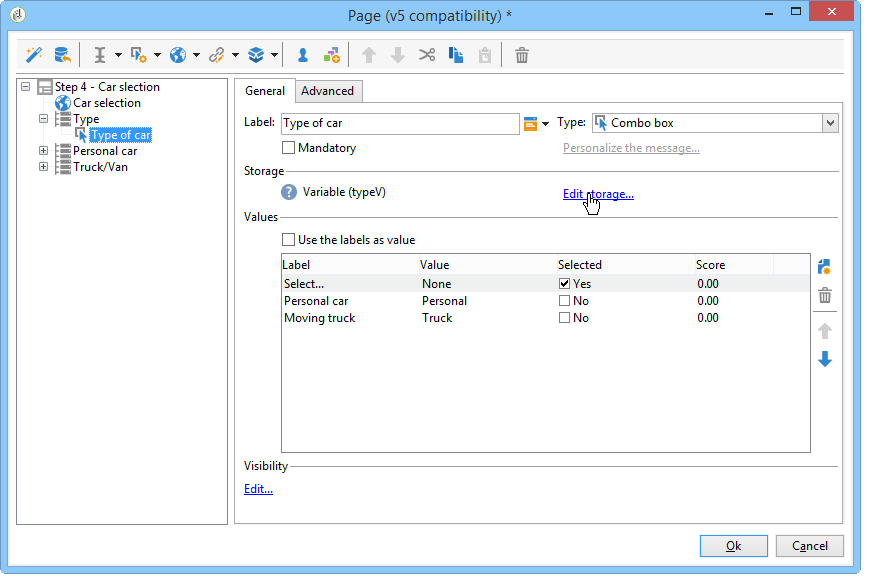 Page (v5 compatibility) *
Step 4 - Car slection
Car selection
Type
Type of car
Personal car
Truck/Van
General Advanced
Label: Type of car Type: Combo box
Mandatory Personalize the message...
Storage
Variable (typeV) Edit storage...
Values
Use the labels as value
Label Value Selected Score
Select... None Yes 0.00
Personal car Personal No 0.00
Moving truck Truck No 0.00
Visibility
Edit...
Ok Cancel